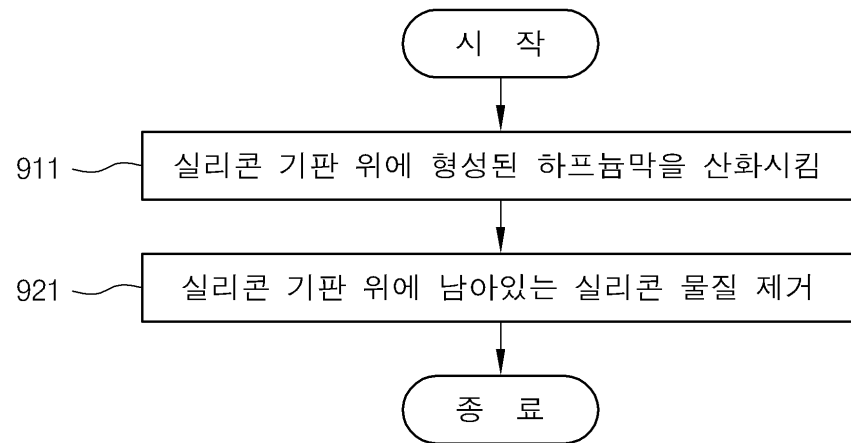 시 작
911 실리콘 기판 위에 형성된 하프늄막을 산화시킴
921 실리콘 기판 위에 남아있는 실리콘 물질 제거
종 료